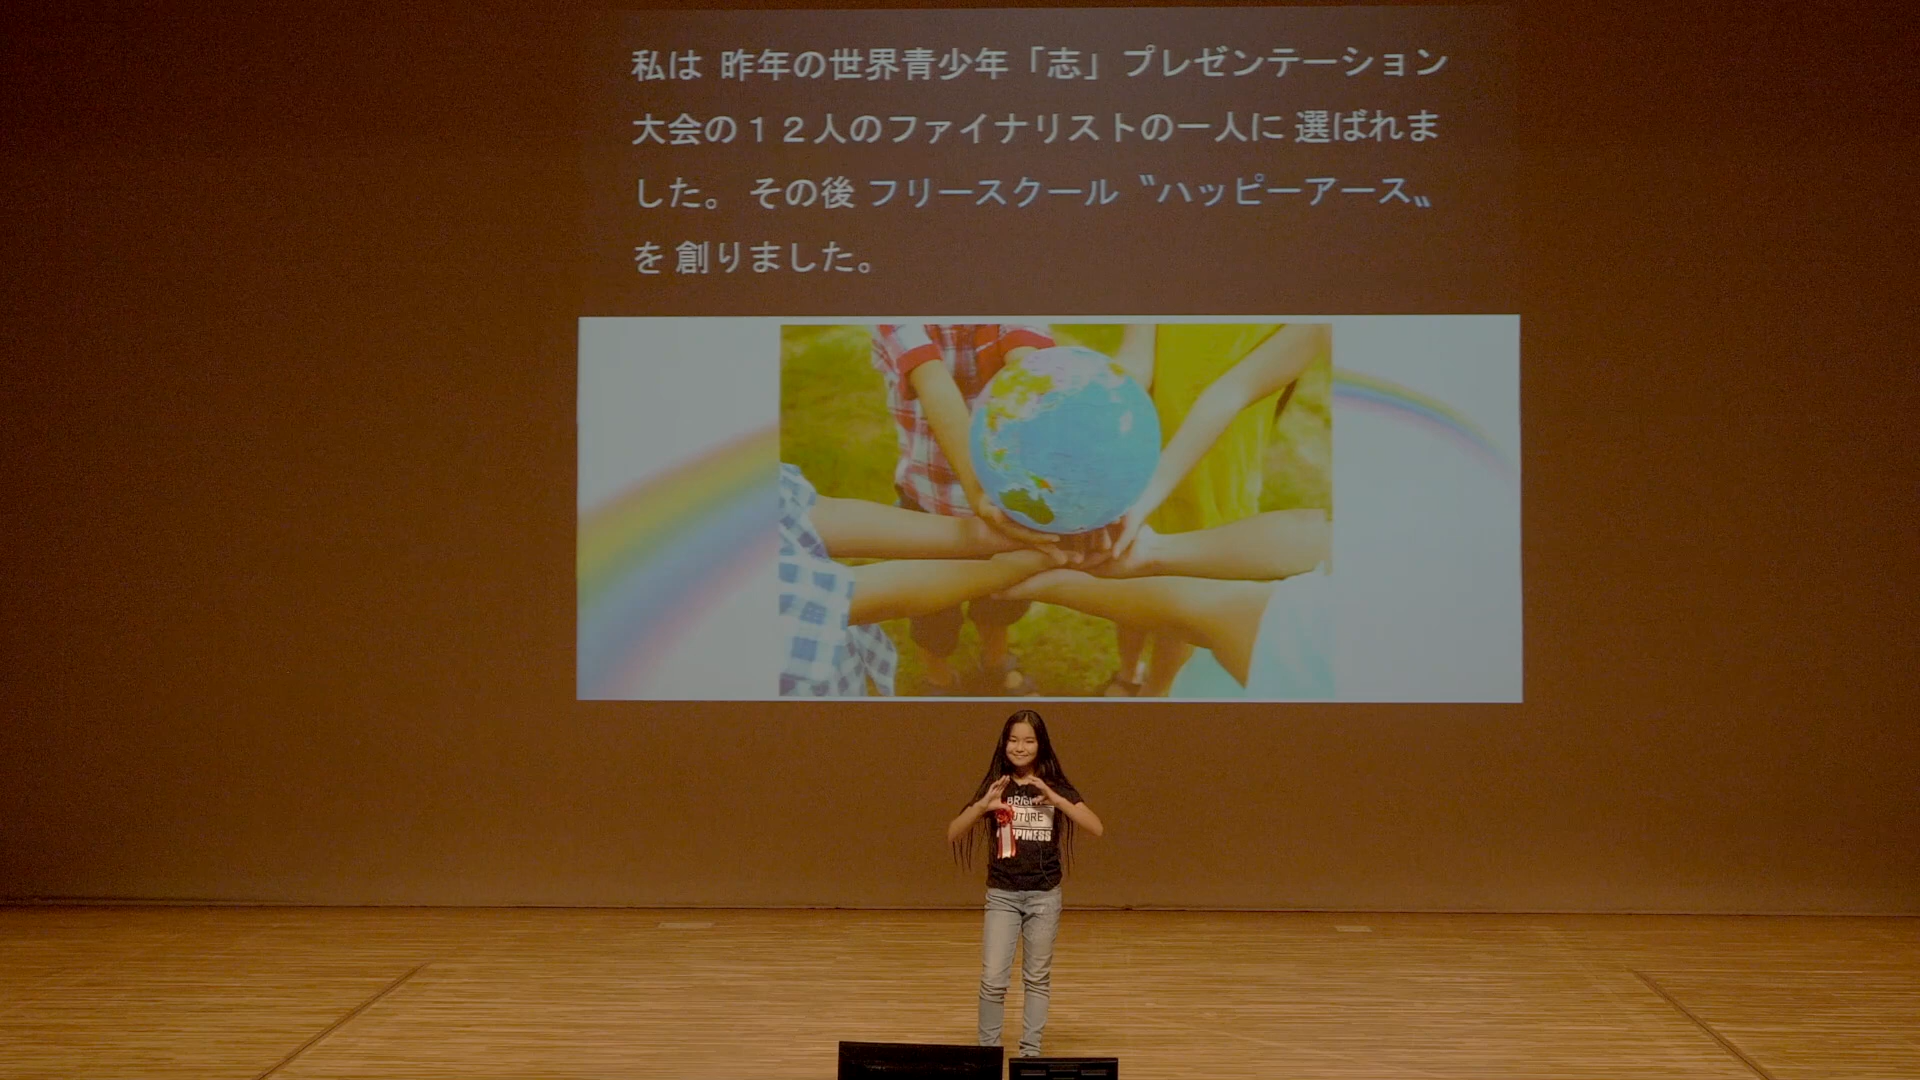 私は 昨年の世界青少年「志」プレゼンテーション
大会の１２人のファイナリストの一人に 選ばれま
した。 その後 フリースクール〝ハッピーアース〟
を 創りました。
FUTURE